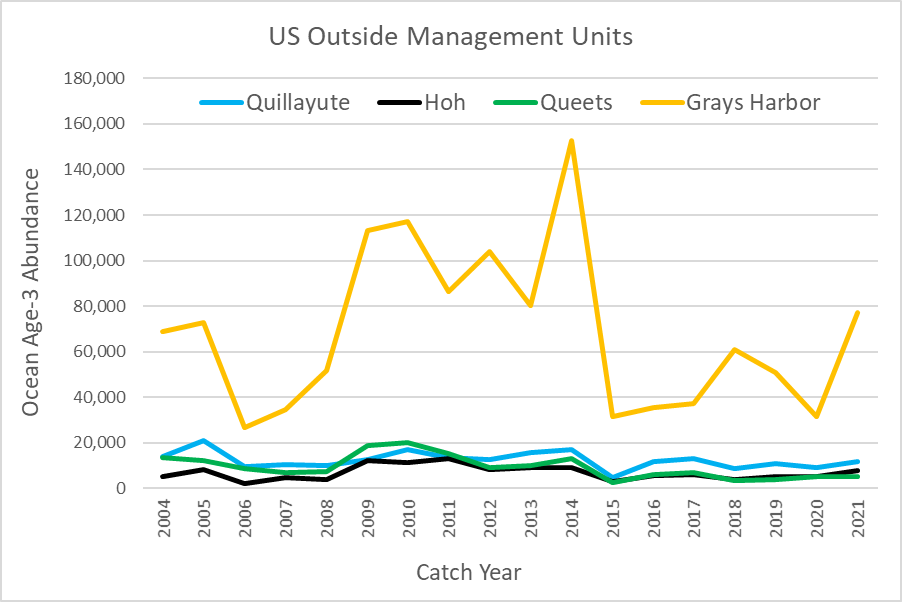 US Outside Management Units
180,000
Quillayute Hoh Queets Grays Harbor
160,000
140,000
120,000
100,000
80,000
60,000
40,000
20,000
0
Ocean Age-3 Abundance
2004 2005 2006 2007 2008 2009 2010 2011 2012 2013 2014 2015 2016 2017 2018 2019 2020 2021
Catch Year